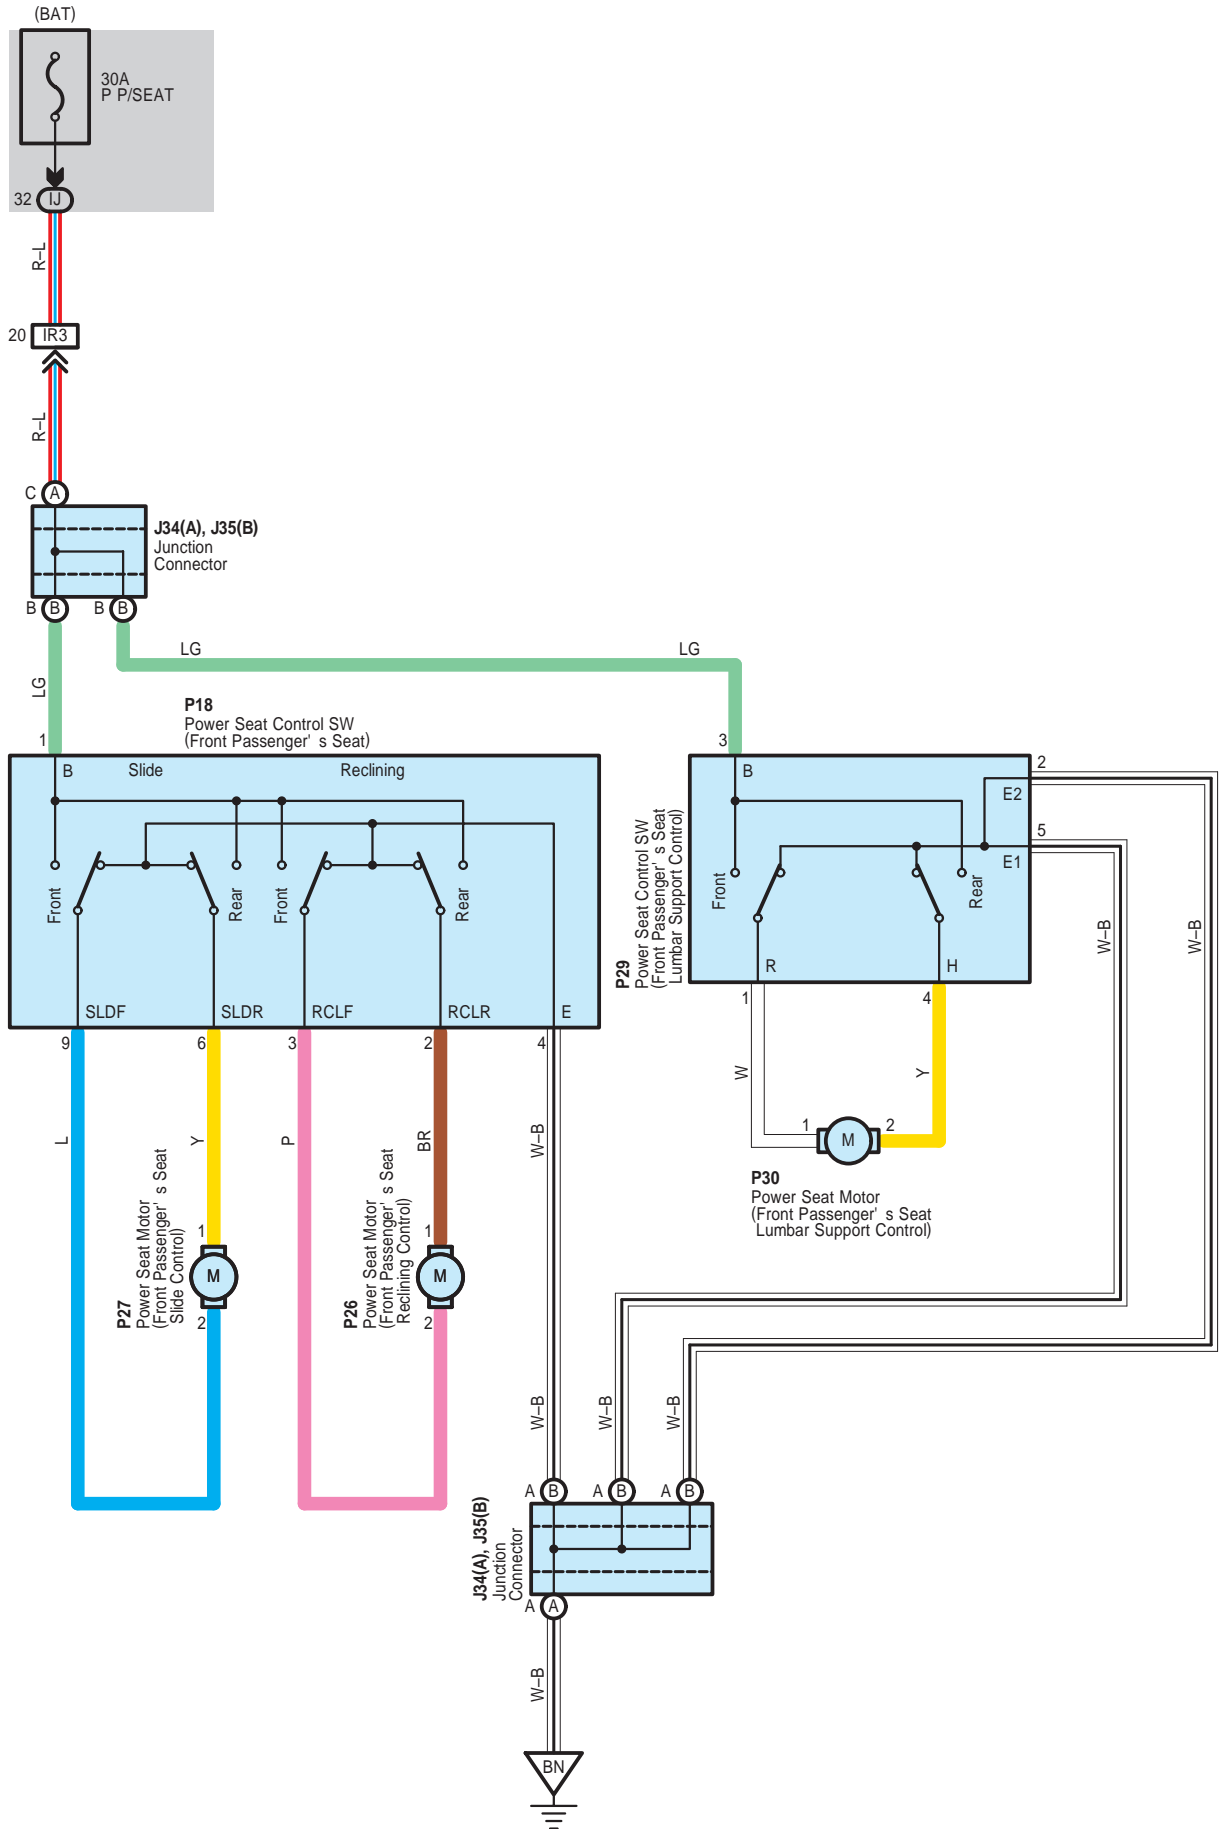 (BAT)
30A
P P/SEAT
32
IJ
R–L
20
IR3
R–L
C
A
J34(A), J35(B)
Junction
Connector
B
B
B
B
LG
LG
LG
P18
Power Seat Control SW
(Front Passenger' s Seat)
1
3
B
Slide
Reclining
Front
Rear
Front
Rear
SLDF
SLDR
RCLF
RCLR
E
9
6
3
2
4
B
2
E2
5
E1
Front
Rear
P29
Power Seat Control SW
(Front Passenger' s Seat
Lumbar Support Control)
R
H
1
4
W–B
W–B
W
Y
1
M
2
P30
Power Seat Motor
(Front Passenger' s Seat
Lumbar Support Control)
L
Y
P
BR
W–B
P27
Power Seat Motor
(Front Passenger' s Seat
Slide Control)
1
M
2
P26
Power Seat Motor
(Front Passenger' s Seat
Reclining Control)
1
M
2
W–B
W–B
W–B
A
B
A
B
A
B
J34(A), J35(B)
Junction
Connector
A
A
W–B
BN